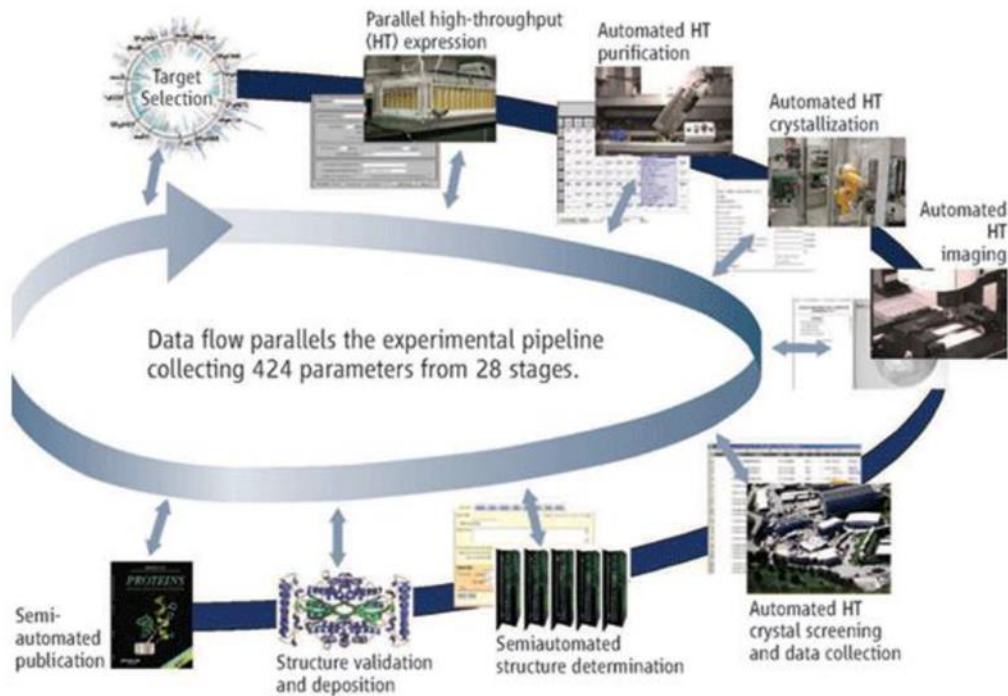 Target
Selection
Parallel high-throughput
(HT) expression
Automated HT
purification
Automated HT
crystallization
Automated
HT
imaging
Data flow parallels the experimental pipeline
collecting 424 parameters from 28 stages.
PROTEINS
Semi-
automated
publication
Structure validation
and deposition
Semiautomated
structure determination
Automated HT
crystal screening
and data collection